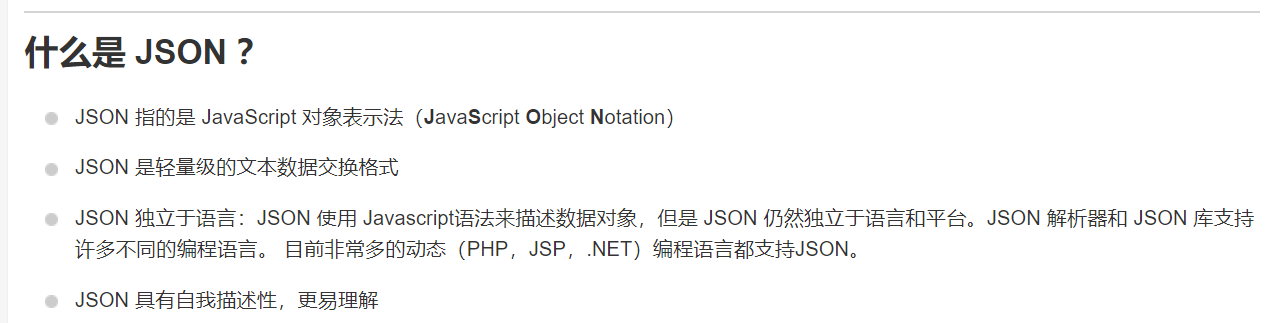 什么是 JSON ？
JSON 指的是 JavaScript 对象表示法（JavaScript Object Notation）
JSON 是轻量级的文本数据交换格式
JSON 独立于语言：JSON 使用 Javascript语法来描述数据对象，但是 JSON 仍然独立于语言和平台。JSON 解析器和 JSON 库支持
许多不同的编程语言。 目前非常多的动态（PHP，JSP，.NET）编程语言都支持JSON。
JSON 具有自我描述性，更易理解